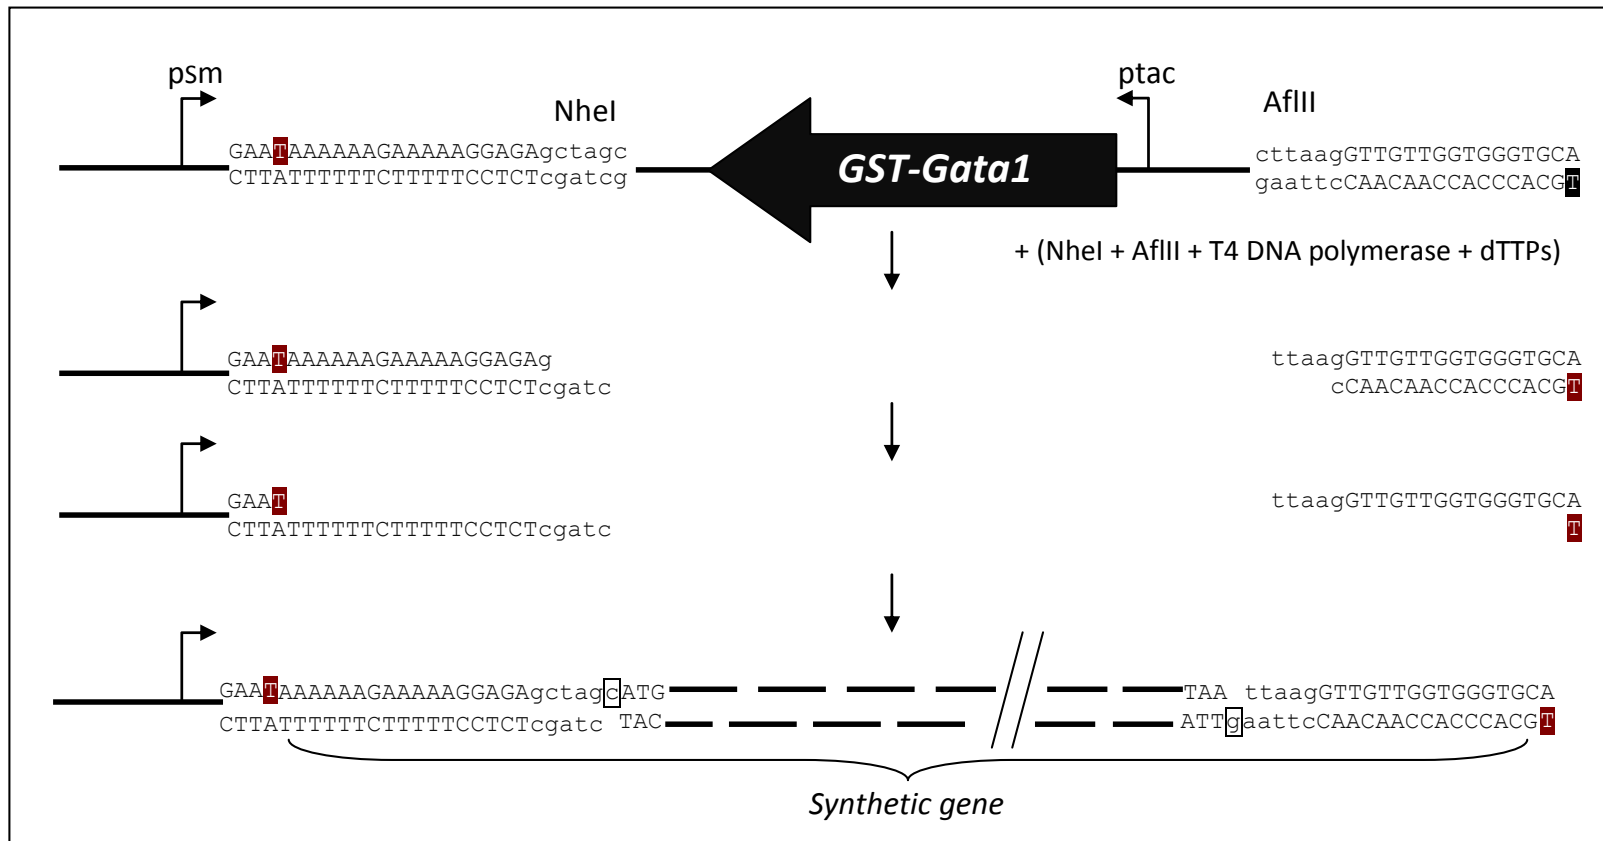 pSm
ptac
NheI
AflII
GAATAAAAAAGAAAAAGGAGAgctagc
CTTATTTTTTCTTTTTCCTCTcgatcg
GST-Gata1
cttaagGTTGTTGGTGGGTGCA
gaattcCAACAACCACCCACGT
+ (NheI + AflII + T4 DNA polymerase + dTTPs)
GAATAAAAAAGAAAAAGGAGAg
CTTATTTTTTCTTTTTCCTCTcgatc
ttaagGTTGTTGGTGGGTGCA
cCAACAACCACCCACGT
GAAT
CTTATTTTTTCTTTTTCCTCTcgatc
ttaagGTTGTTGGTGGGTGCA
T
GAATAAAAAAGAAAAAGGAGAgctagcATG
TAA ttaagGTTGTTGGTGGGTGCA
CTTATTTTTTCTTTTTCCTCTcgatc TAC
ATTgaattcCAACAACCACCCACGT
Synthetic gene